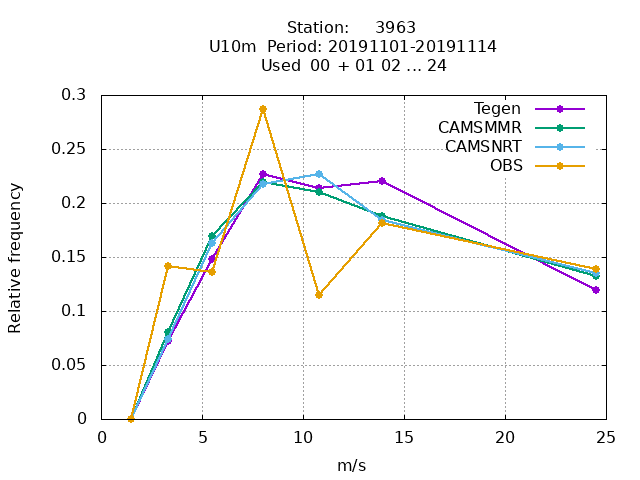 Station: 3963
U10m Period: 20191101-20191114
Used 00 + 01 02 ... 24
Tegen
CAMSMMR
CAMSNRT
OBS
Relative frequency
0.3
0.25
0.2
0.15
0.1
0.05
0
0 5 10 15 20 25
m/s